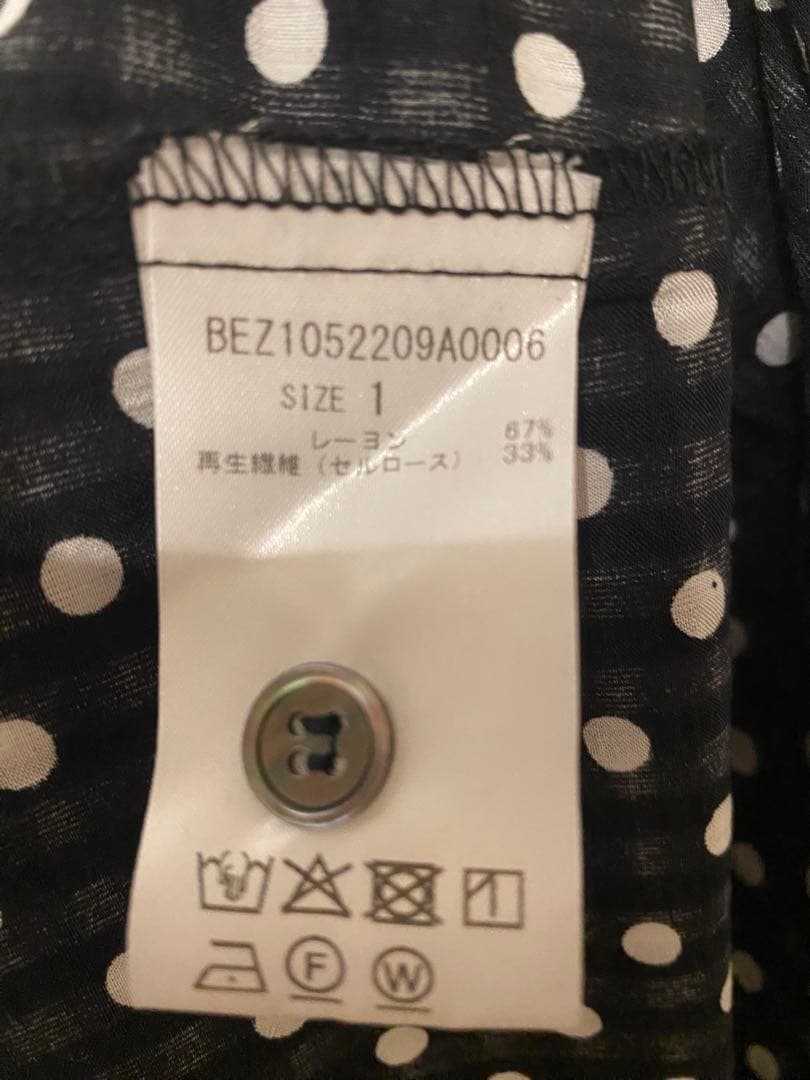 BEZ1052209A0006
SIZE 1
レーヨン 67%
再生繊維（セルロース） 33%
F W